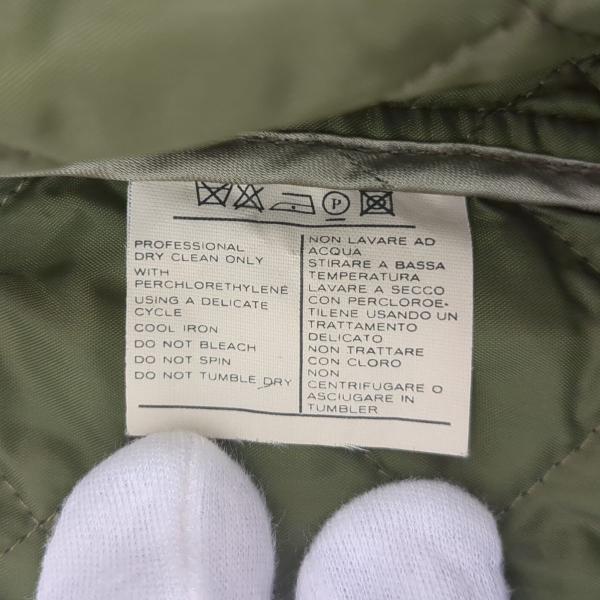 P
PROFESSIONAL
DRY CLEAN ONLY
WITH
PERCHLORETHYLENE
USING A DELICATE
CYCLE
COOL IRON
DO NOT BLEACH
DO NOT SPIN
DO NOT TUMBLE DRY
NON LAVARE AD
ACQUA
STIRARE A BASSA
TEMPERATURA
LAVARE A SECCO
CON PERCLOROE-
TILENE USANDO UN
TRATTAMENTO
DELICATO
NON TRATTARE
CON CLORO
NON
CENTRIFUGARE O
ASCIUGARE IN
TUMBLER